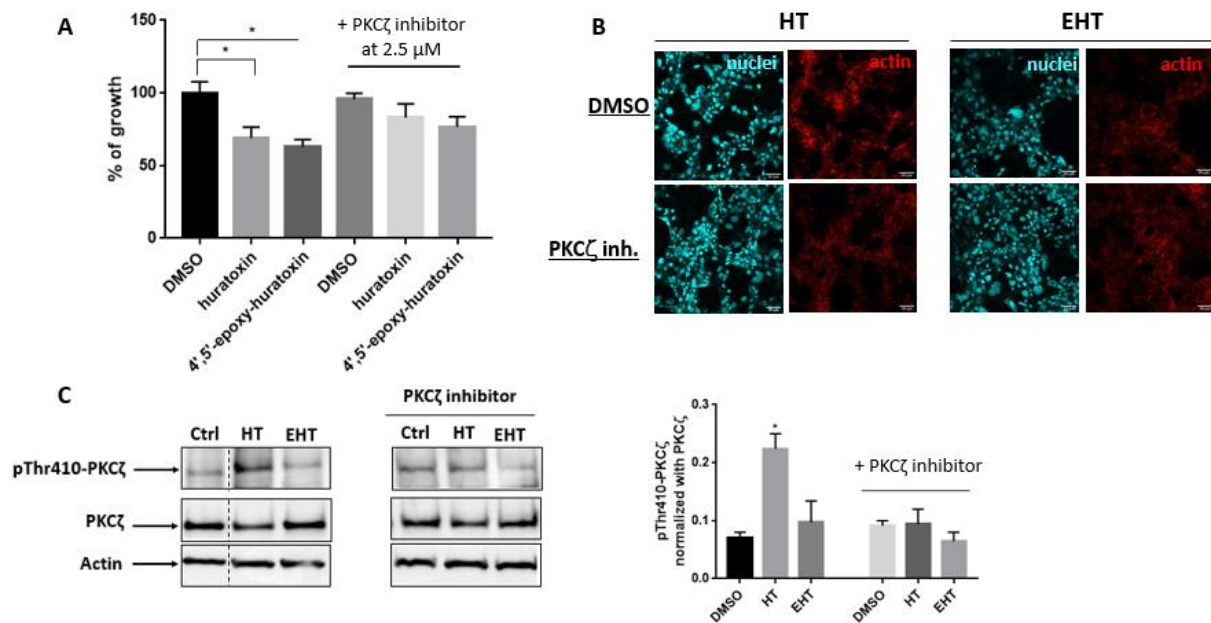 A
150
100
50
0
% of growth
*
*
+ PKCζ inhibitor
at 2.5 μM
DMSO
huratoxin
4',5'-epoxy-huratoxin
DMSO
huratoxin
4',5'-epoxy-huratoxin
B
HT
EHT
nuclei
actin
nuclei
actin
DMSO
PKCζ inh.
C
PKCζ inhibitor
Ctrl HT EHT
Ctrl HT EHT
pThr410-PKCζ
PKCζ
Actin
pThr410-PKCζ
normalized with PKCζ
0.3
0.2
0.1
0.0
*
+ PKCζ inhibitor
DMSO
HT
EHT
DMSO
HT
EHT